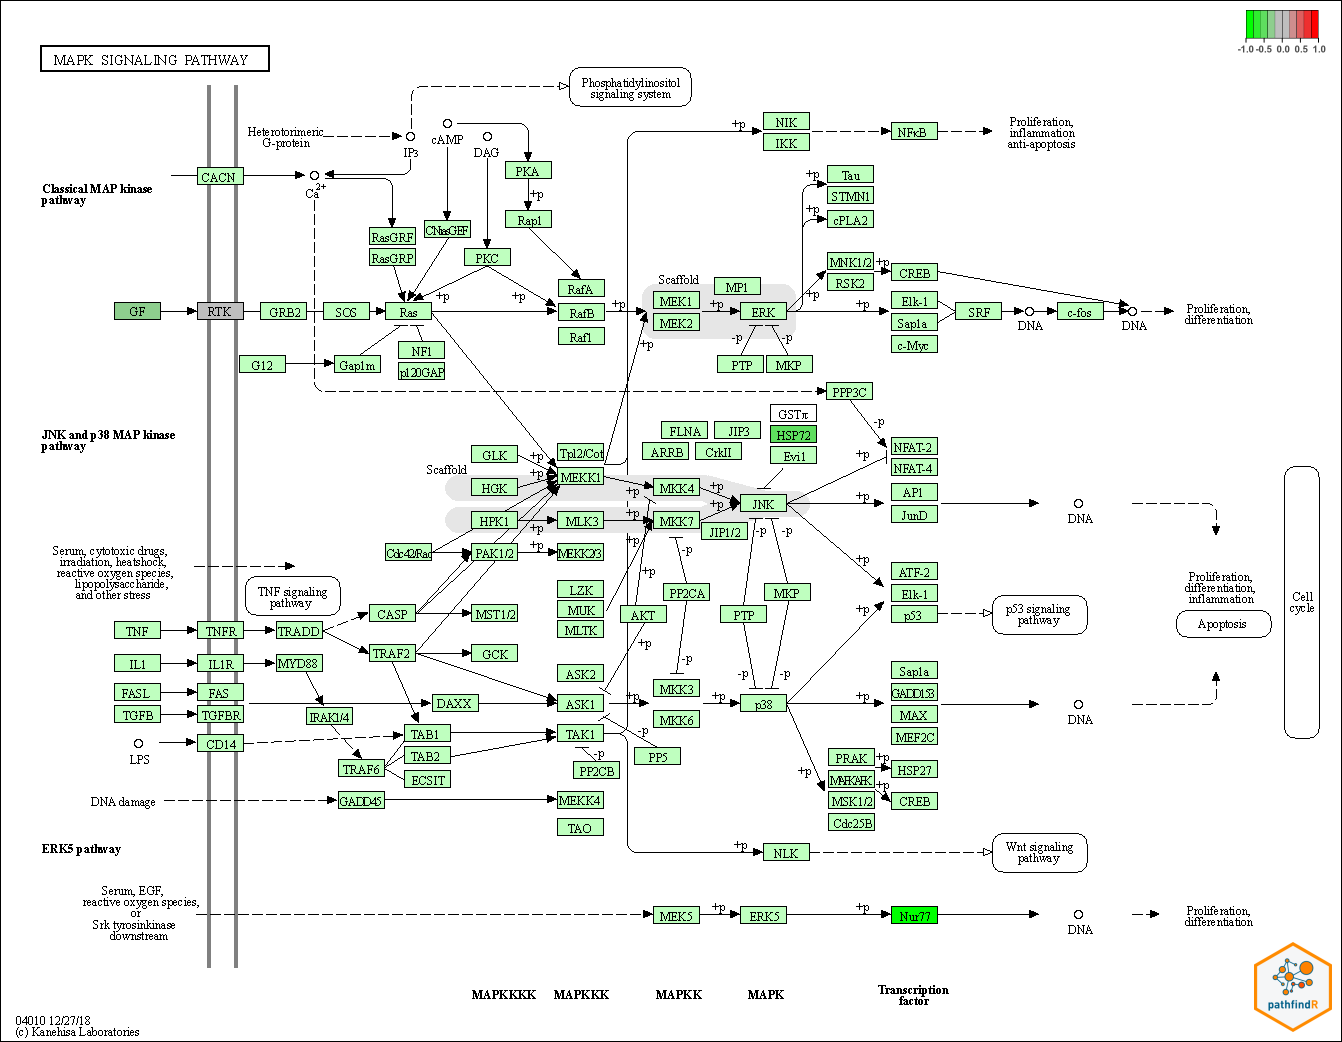 MAPK SIGNALING PATHWAY
-1.0 -0.5 0.0 0.5 1.0
Phosphatidylinositol
signaling system
Heterotorimeric
G-protein
IP3
cAMP
DAG
+p
NIK
IKK
NFκB
Proliferation,
inflammation
anti-apoptosis
Classical MAP kinase
pathway
CACN
Ca2+
PKA
+p
Rap1
Tau
STMN1
cPLA2
+p
+p
RasGRF
RasGRP
CNrasGEF
PKC
RafA
RafB
Raf1
Scaffold
MP1
MEK1
MEK2
ERK
MNK1/2
RSK2
+p
CREB
GF
RTK
GRB2
SOS
Ras
+p
+p
+p
+p
+p
+p
Elk-1
Sap1a
c-Myc
SRF
DNA
c-fos
DNA
Proliferation,
differentiation
G12
Gap1m
NF1
p120GAP
+p
-p
-p
PTP
MKP
PPP3C
-p
JNK and p38 MAP kinase
pathway
GSTπ
HSP72
Evi1
FLNA
JIP3
ARRB
CrkII
NFAT-2
NFAT-4
Scaffold
GLK
HGK
HPK1
PAK1/2
Tpl2/Cot
MEKK1
MLK3
MEKK2/3
+p
+p
+p
+p
+p
+p
+p
+p
+p
MKK4
MKK7
JNK
JIP1/2
+p
+p
AP1
JunD
DNA
Cdc42/Rac
Serum, cytotoxic drugs,
irradiation, heatshock,
reactive oxygen species,
lipopolysaccharide,
and other stress
TNF signaling
pathway
CASP
MST1/2
LZK
MUK
MLTK
AKT
PP2CA
-p
-p
-p
+p
PTP
MKP
+p
+p
ATF-2
Elk-1
p53
p53 signaling
pathway
Proliferation,
differentiation,
inflammation
Apoptosis
Cell
cycle
TNF
TNFR
TRADD
TRAF2
GCK
IL1
IL1R
MYD88
ASK2
+p
-p
-p
-p
MKK3
MKK6
FASL
FAS
DAXX
ASK1
+p
+p
p38
+p
Sap1a
GADD153
MAX
MEF2C
DNA
TGFB
TGFBR
IRAK1/4
LPS
CD14
TAB1
TAB2
ECSIT
TRAF6
TAK1
-p
PP2CB
PP5
+p
PRAK
MAPKAPK
MSK1/2
Cdc25B
+p
+p
HSP27
CREB
DNA damage
GADD45
MEKK4
TAO
ERK5 pathway
+p
NLK
Wnt signaling
pathway
Serum, EGF,
reactive oxygen species,
or
Srk tyrosinkinase
downstream
MEK5
+p
ERK5
+p
Nur77
DNA
Proliferation,
differentiation
MAPKKKK
MAPKKK
MAPKK
MAPK
Transcription
factor
pathfindR
04010 12/27/18
(c) Kanehisa Laboratories